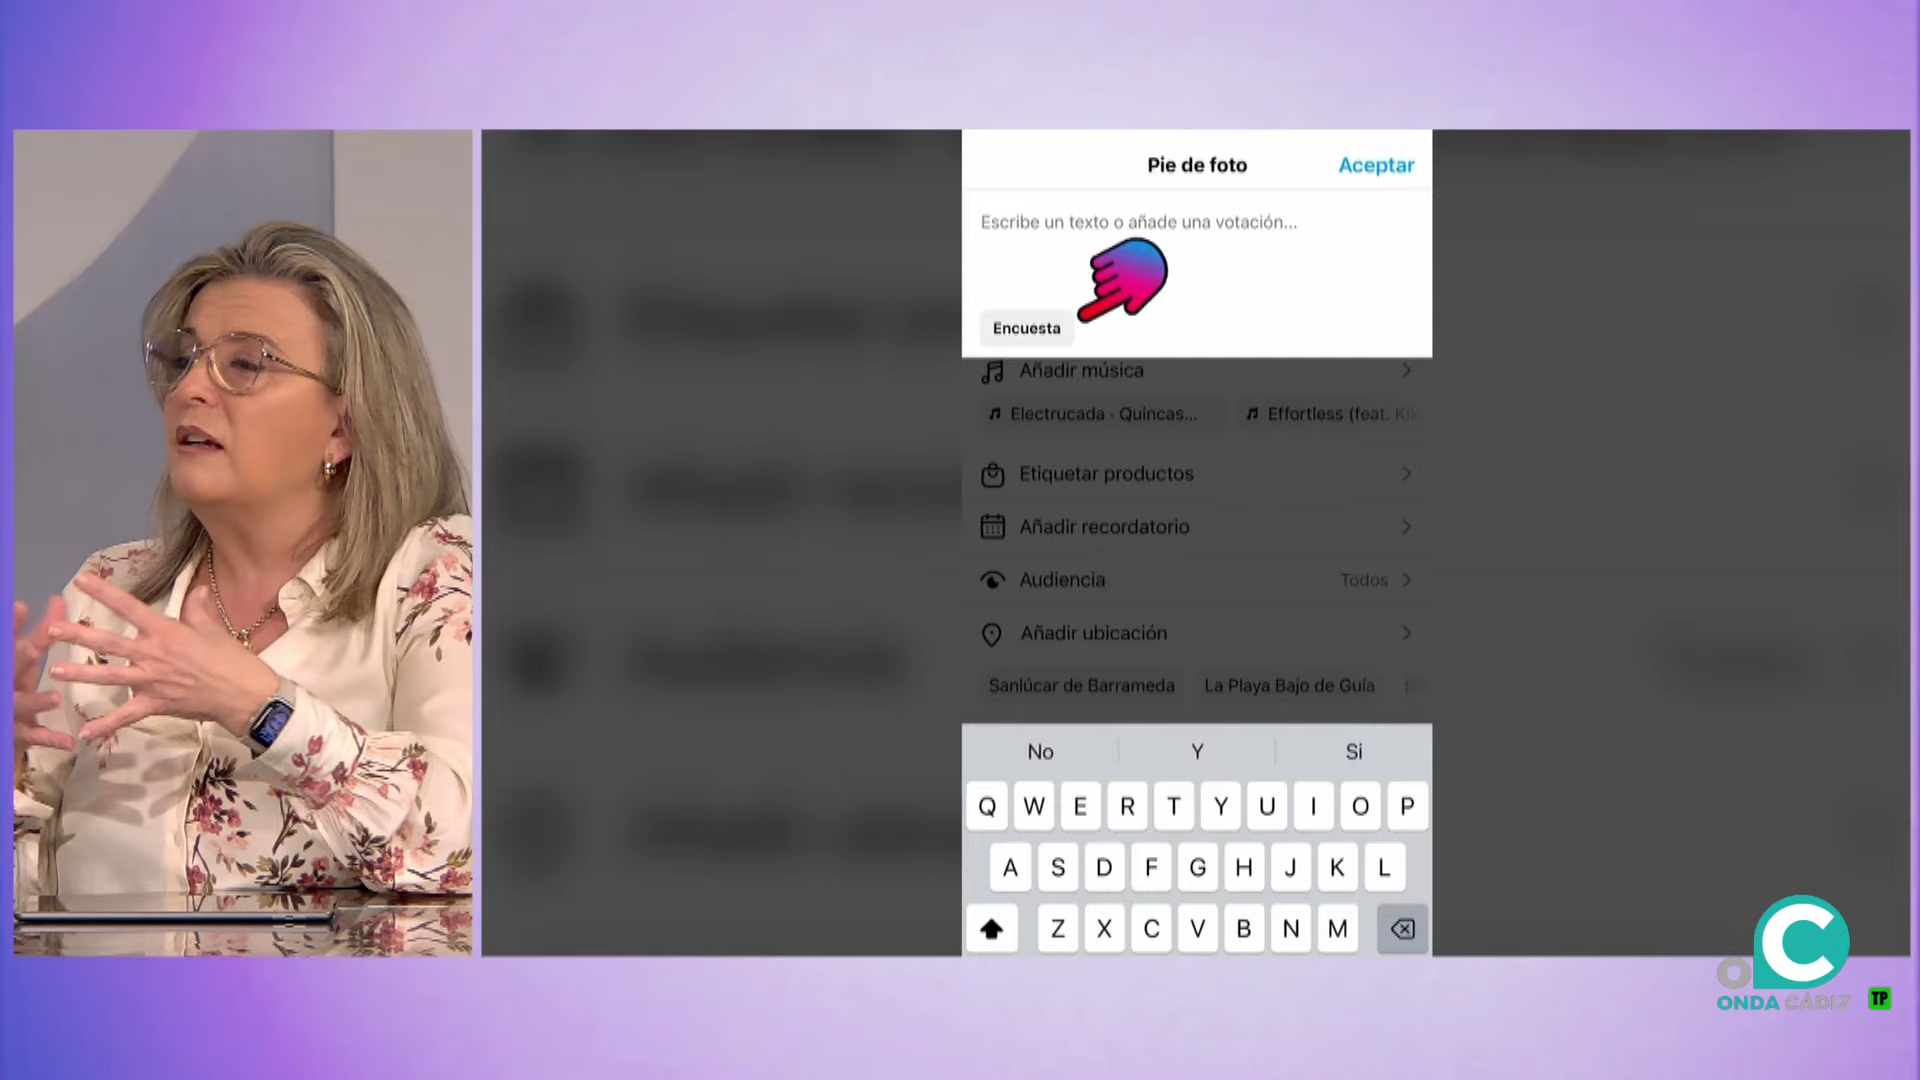 Pie de foto
Aceptar
Escribe un texto o añade una votación...
Encuesta
Añadir música
Electrucada · Quincas...
Effortless (feat. Kli
Etiquetar productos
Añadir recordatorio
Audiencia
Todos
Añadir ubicación
Sanlúcar de Barrameda
La Playa Bajo de Guía
No Y Si
Q W E R T Y U I O P
A S D F G H J K L
Z X C V B N M
ONDA CÁDIZ
TP